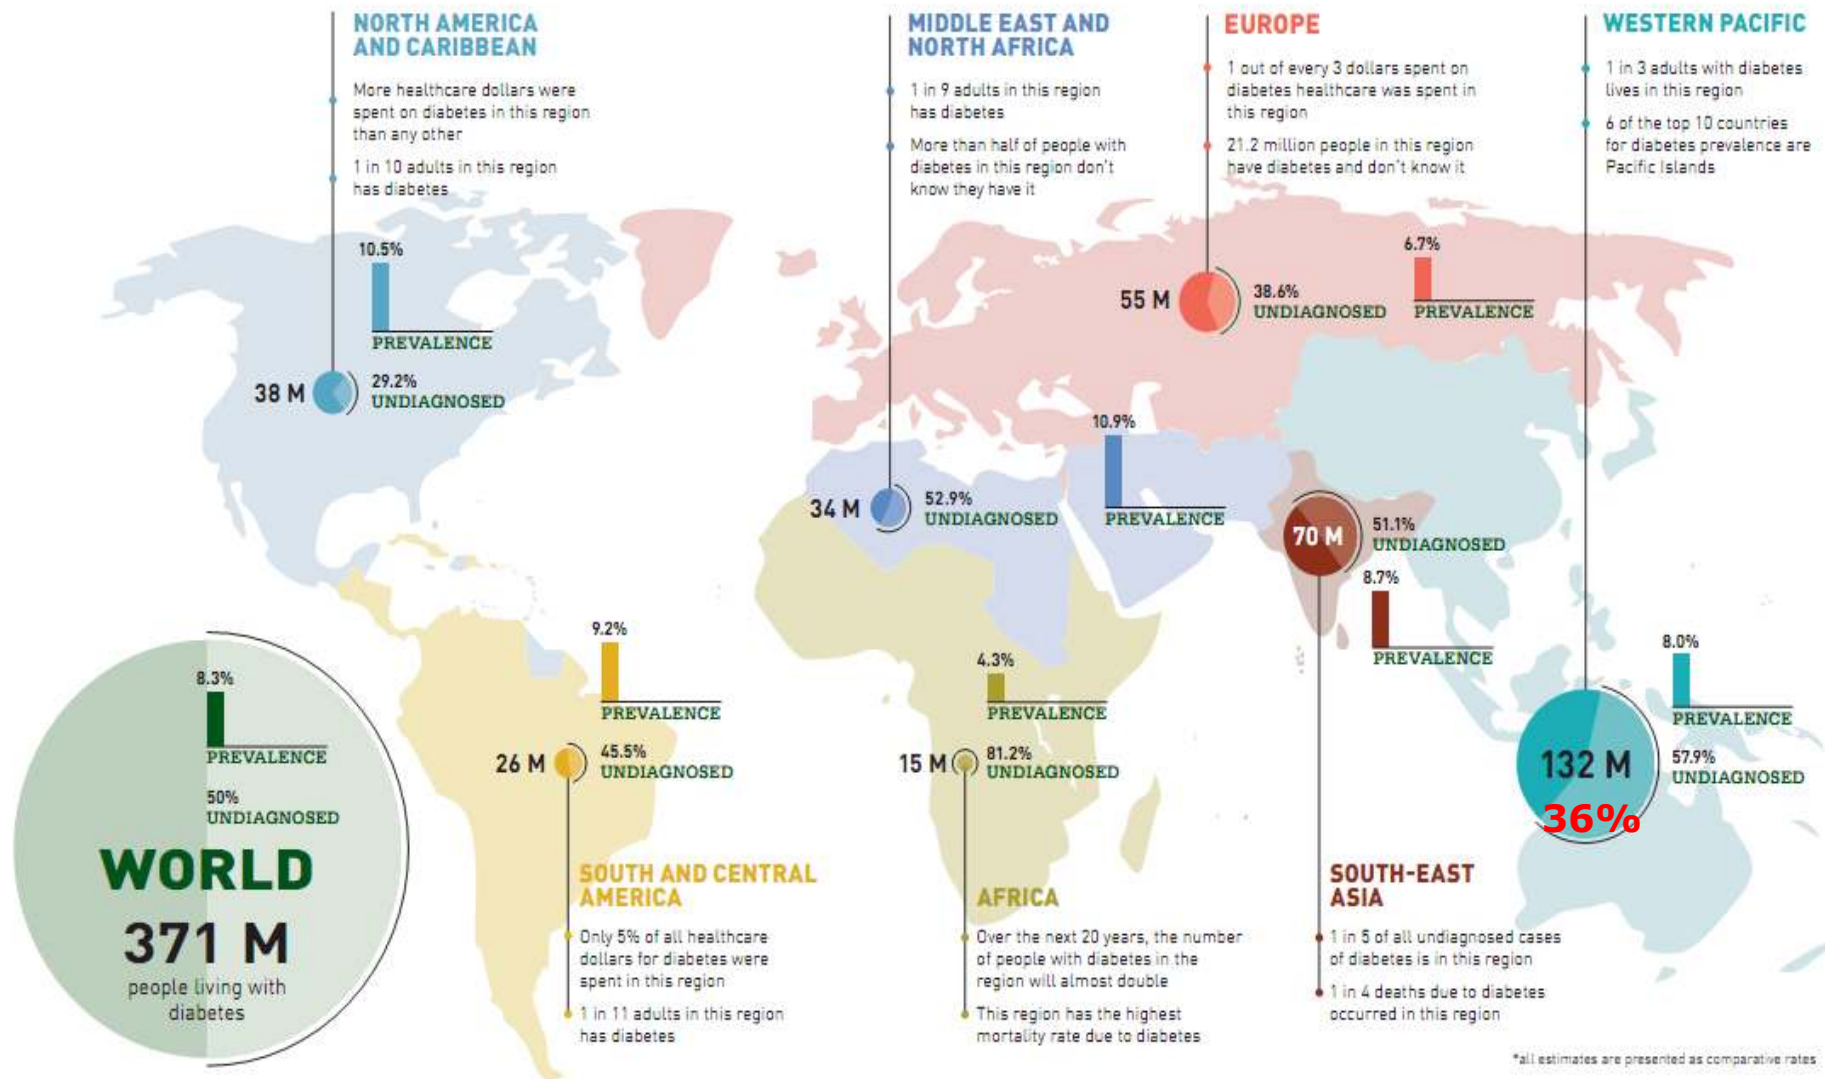 NORTH AMERICA
AND CARIBBEAN
More healthcare dollars were
spent on diabetes in this region
than any other
1 in 10 adults in this region
has diabetes
10.5%
PREVALENCE
38 M
29.2%
UNDIAGNOSED
MIDDLE EAST AND
NORTH AFRICA
1 in 9 adults in this region
has diabetes
More than half of people with
diabetes in this region don't
know they have it
34 M
52.9%
UNDIAGNOSED
10.9%
PREVALENCE
EUROPE
1 out of every 3 dollars spent on
diabetes healthcare was spent in
this region
21.2 million people in this region
have diabetes and don't know it
55 M
38.6%
UNDIAGNOSED
6.7%
PREVALENCE
WESTERN PACIFIC
1 in 3 adults with diabetes
lives in this region
6 of the top 10 countries
for diabetes prevalence are
Pacific Islands
8.0%
PREVALENCE
132 M
36%
57.9%
UNDIAGNOSED
70 M
51.1%
UNDIAGNOSED
8.7%
PREVALENCE
SOUTH-EAST
ASIA
1 in 5 of all undiagnosed cases
of diabetes is in this region
1 in 4 deaths due to diabetes
occurred in this region
4.3%
PREVALENCE
15 M
81.2%
UNDIAGNOSED
AFRICA
Over the next 20 years, the number
of people with diabetes in the
region will almost double
This region has the highest
mortality rate due to diabetes
9.2%
PREVALENCE
26 M
45.5%
UNDIAGNOSED
SOUTH AND CENTRAL
AMERICA
Only 5% of all healthcare
dollars for diabetes were
spent in this region
1 in 11 adults in this region
has diabetes
8.3%
PREVALENCE
50%
UNDIAGNOSED
WORLD
371 M
people living with
diabetes
*all estimates are presented as comparative rates